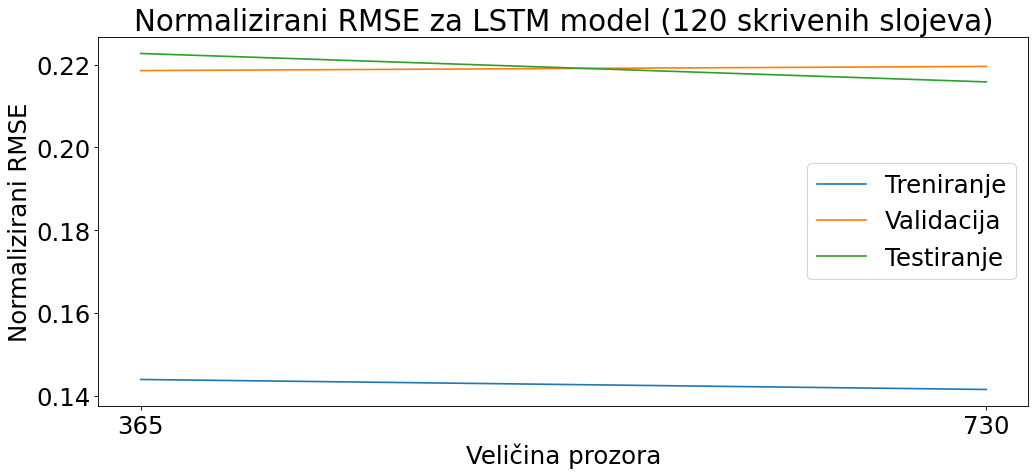 Normalizirani RMSE za LSTM model (120 skrivenih slojeva)
Normalizirani RMSE
0.22
0.20
0.18
0.16
0.14
Treniranje
Validacija
Testiranje
365
730
Veličina prozora